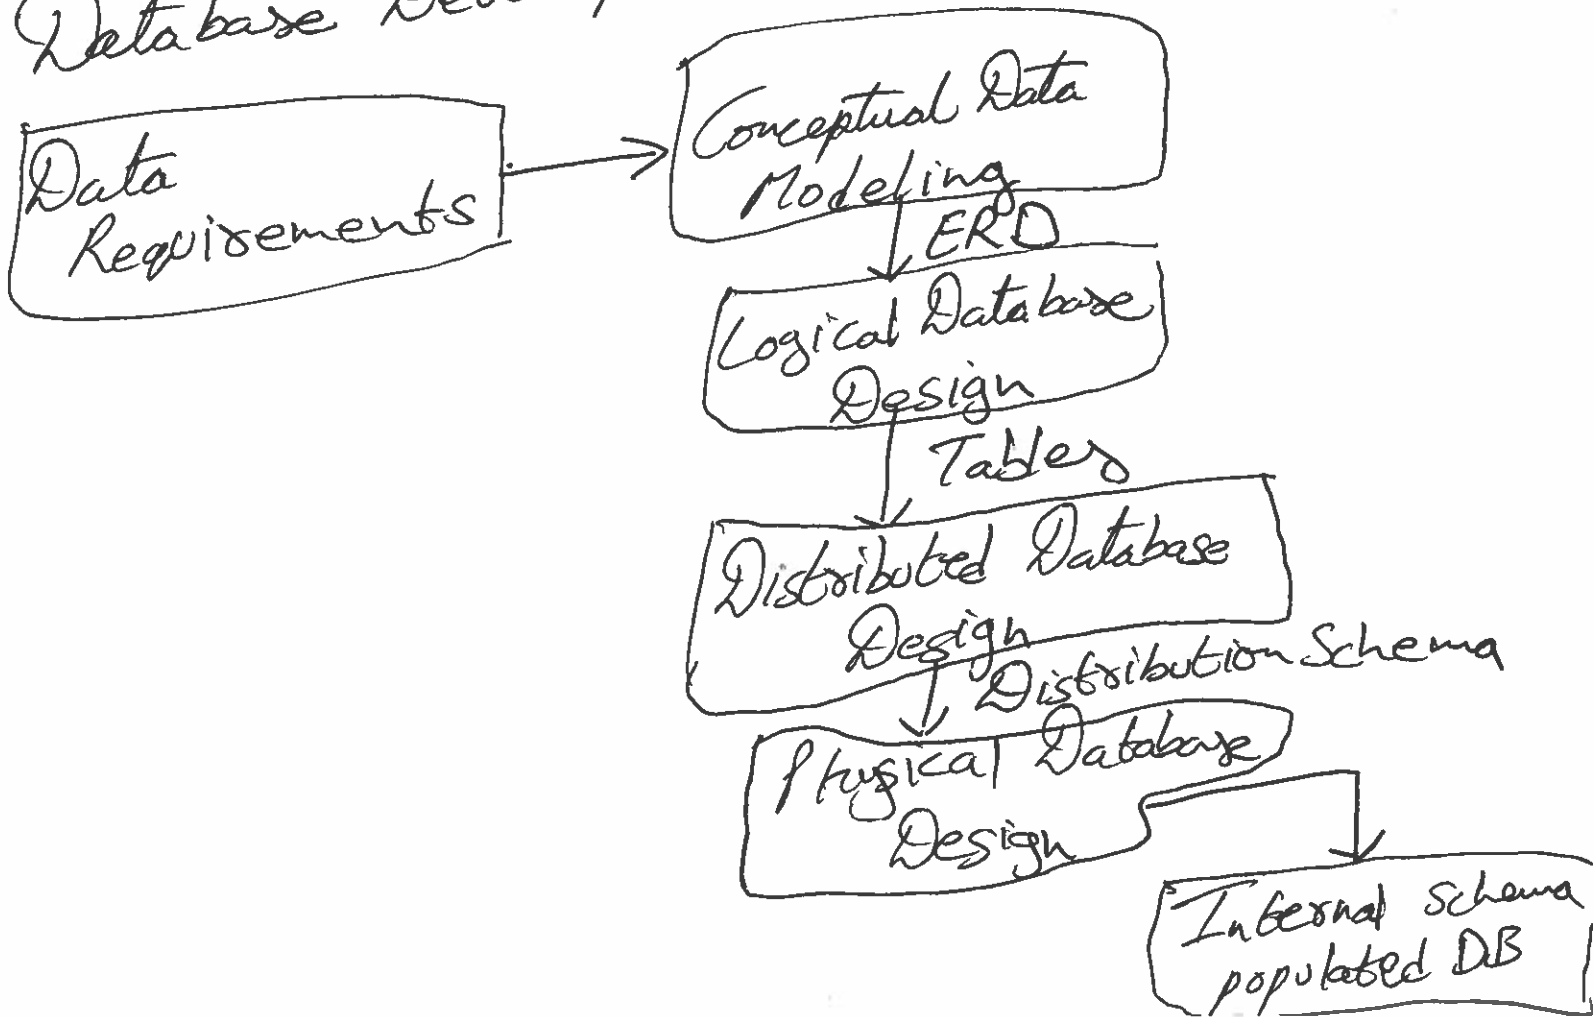 Database
Data
Requirements
Conceptual Data
Modeling
ERD
Logical Database
Design
Tables
Distributed Database
Design
Distribution Schema
Physical Database
Design
Internal schema
populated DB